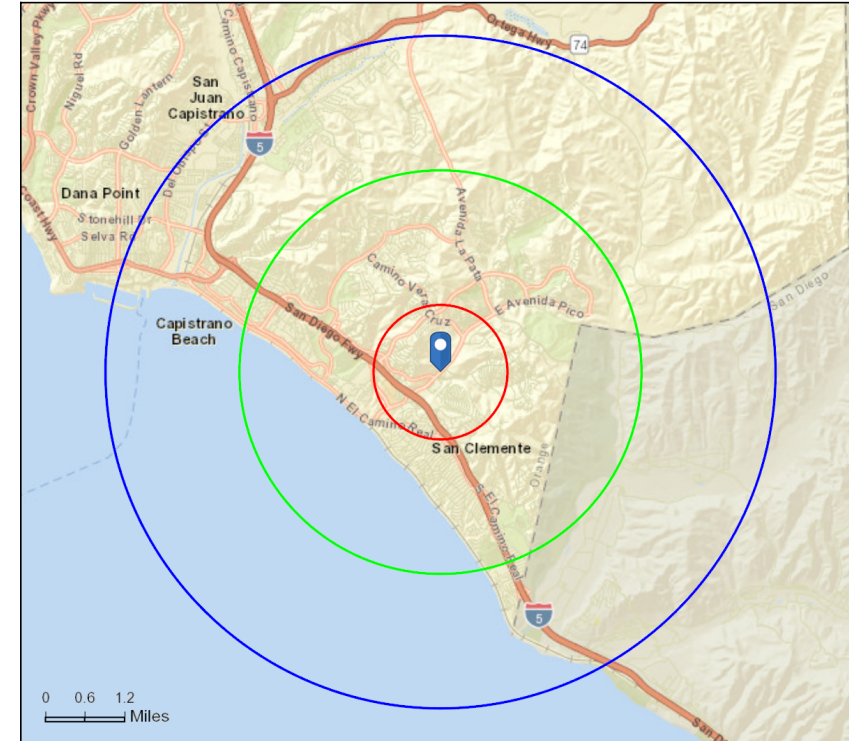 Ortega Hwy
74
Crown Valley Pkwy
Niguel Rd
Golden Lantern
Camino Capistrano
San
Juan
Capistrano
5
Del Obispo St
Dana Point
Stonehill Dr
Selva Rd
Coast Hwy
Avenida La Pata
Camino Vera Cruz
E Avenida Pico
San Diego
Capistrano
Beach
San Diego Fwy
N El Camino Real
San Clemente
Orange
S El Camino Real
5
0 0.6 1.2
Miles
San D